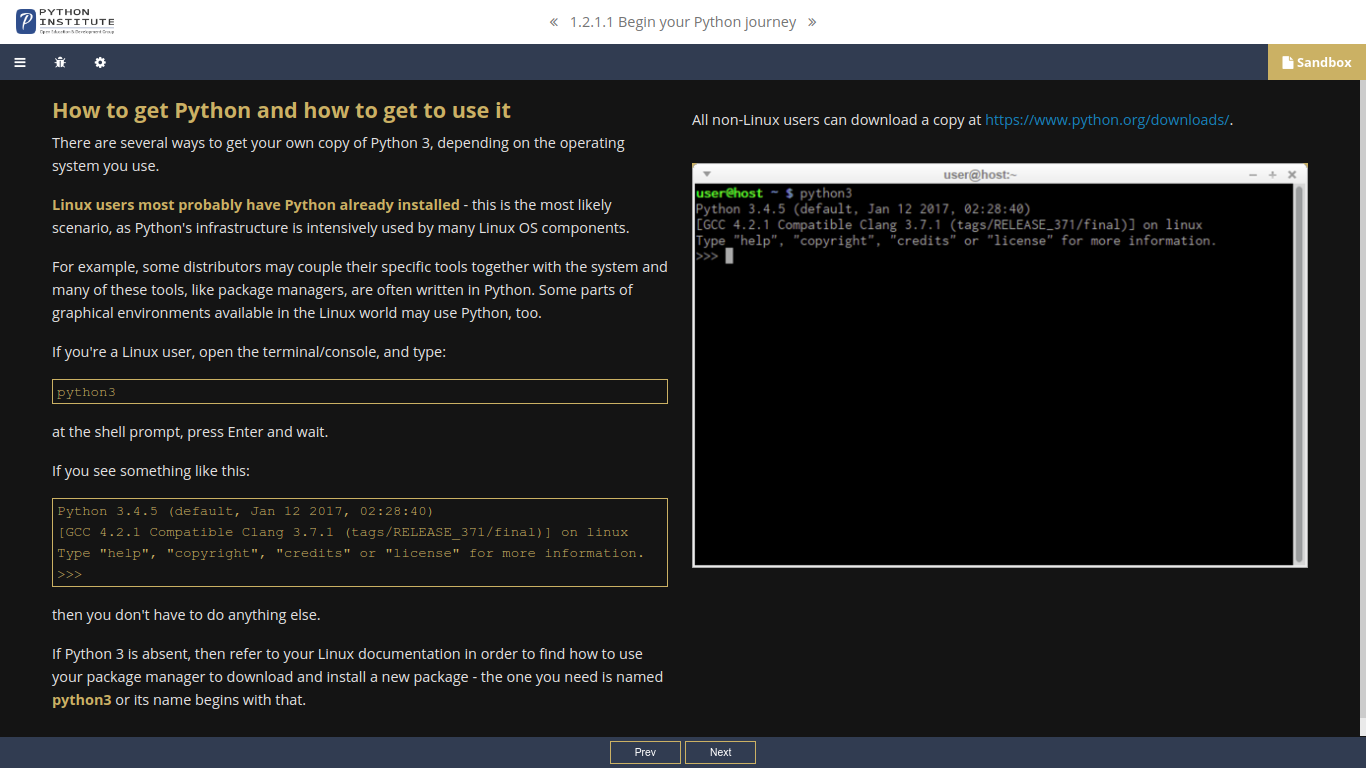 PYTHON
INSTITUTE
Open Education & Development Group
« 1.2.1.1 Begin your Python journey »
Sandbox
How to get Python and how to get to use it
There are several ways to get your own copy of Python 3, depending on the operating
system you use.
Linux users most probably have Python already installed - this is the most likely
scenario, as Python's infrastructure is intensively used by many Linux OS components.
For example, some distributors may couple their specific tools together with the system and
many of these tools, like package managers, are often written in Python. Some parts of
graphical environments available in the Linux world may use Python, too.
If you're a Linux user, open the terminal/console, and type:
python3
at the shell prompt, press Enter and wait.
If you see something like this:
Python 3.4.5 (default, Jan 12 2017, 02:28:40)
[GCC 4.2.1 Compatible Clang 3.7.1 (tags/RELEASE_371/final)] on linux
Type "help", "copyright", "credits" or "license" for more information.
>>>
then you don't have to do anything else.
If Python 3 is absent, then refer to your Linux documentation in order to find how to use
your package manager to download and install a new package - the one you need is named
python3 or its name begins with that.
All non-Linux users can download a copy at https://www.python.org/downloads/.
user@host:~
user@host ~ $ python3
Python 3.4.5 (default, Jan 12 2017, 02:28:40)
[GCC 4.2.1 Compatible Clang 3.7.1 (tags/RELEASE_371/final)] on linux
Type "help", "copyright", "credits" or "license" for more information.
>>>
Prev
Next